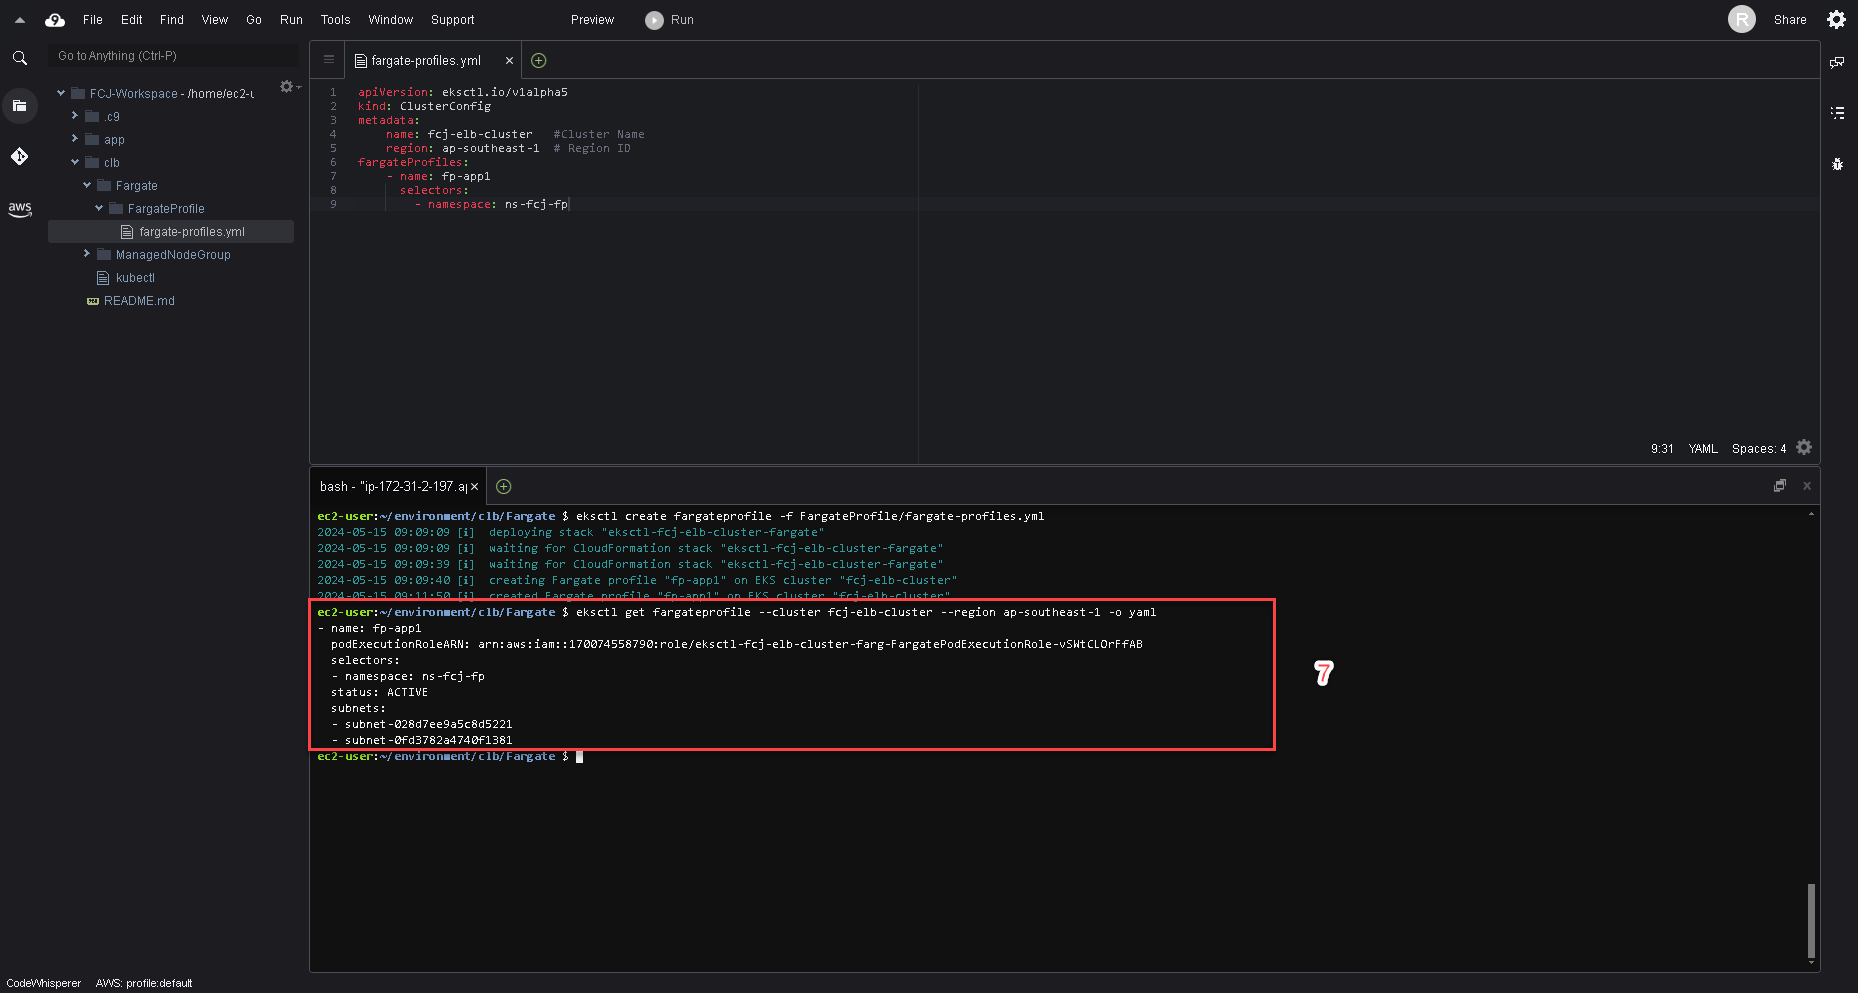 File Edit Find View Go Run Tools Window Support Preview Run R Share
Go to Anything (Ctrl-P)
fargate-profiles.yml
FCJ-Workspace - /home/ec2-u
.c9
app
clb
Fargate
FargateProfile
fargate-profiles.yml
ManagedNodeGroup
kubectl
README.md
aws
1 apiVersion: eksctl.io/v1alpha5
2 kind: ClusterConfig
3 metadata:
4 name: fcj-elb-cluster #Cluster Name
5 region: ap-southeast-1 # Region ID
6 fargateProfiles:
7 - name: fp-app1
8 selectors:
9 - namespace: ns-fcj-fp
9:31 YAML Spaces: 4
bash - "ip-172-31-2-197.ap
ec2-user:~/environment/clb/Fargate $ eksctl create fargateprofile -f FargateProfile/fargate-profiles.yml
2024-05-15 09:09:09 [i] deploying stack "eksctl-fcj-elb-cluster-fargate"
2024-05-15 09:09:09 [i] waiting for CloudFormation stack "eksctl-fcj-elb-cluster-fargate"
2024-05-15 09:09:39 [i] waiting for CloudFormation stack "eksctl-fcj-elb-cluster-fargate"
2024-05-15 09:09:40 [i] creating Fargate profile "fp-app1" on EKS cluster "fcj-elb-cluster"
2024-05-15 09:11:50 [i] created Fargate profile "fp-app1" on EKS cluster "fcj-elb-cluster"
ec2-user:~/environment/clb/Fargate $ eksctl get fargateprofile --cluster fcj-elb-cluster --region ap-southeast-1 -o yaml
- name: fp-app1
podExecutionRoleARN: arn:aws:iam::170074558790:role/eksctl-fcj-elb-cluster-farg-FargatePodExecutionRole-vSWtCLOrFfAB
selectors:
- namespace: ns-fcj-fp
status: ACTIVE
subnets:
- subnet-028d7ee9a5c8d5221
- subnet-0fd3782a4740f1381
ec2-user:~/environment/clb/Fargate $
7
CodeWhisperer AWS: profile:default